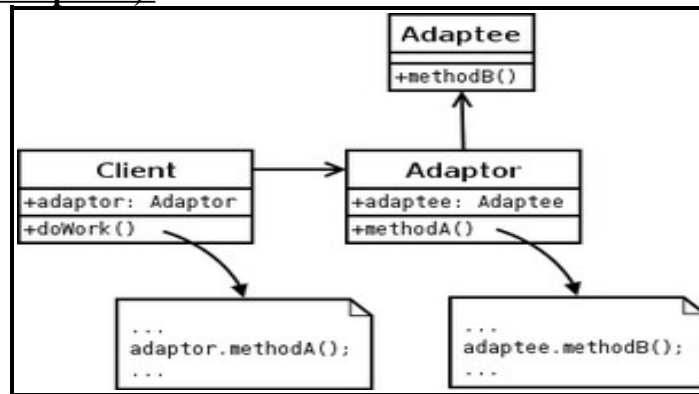 Adaptee
+methodB()
Client
+adaptor: Adaptor
+doWork()
Adaptor
+adaptee: Adaptee
+methodA()
...
adaptor.methodA();
...
...
adaptee.methodB();
...